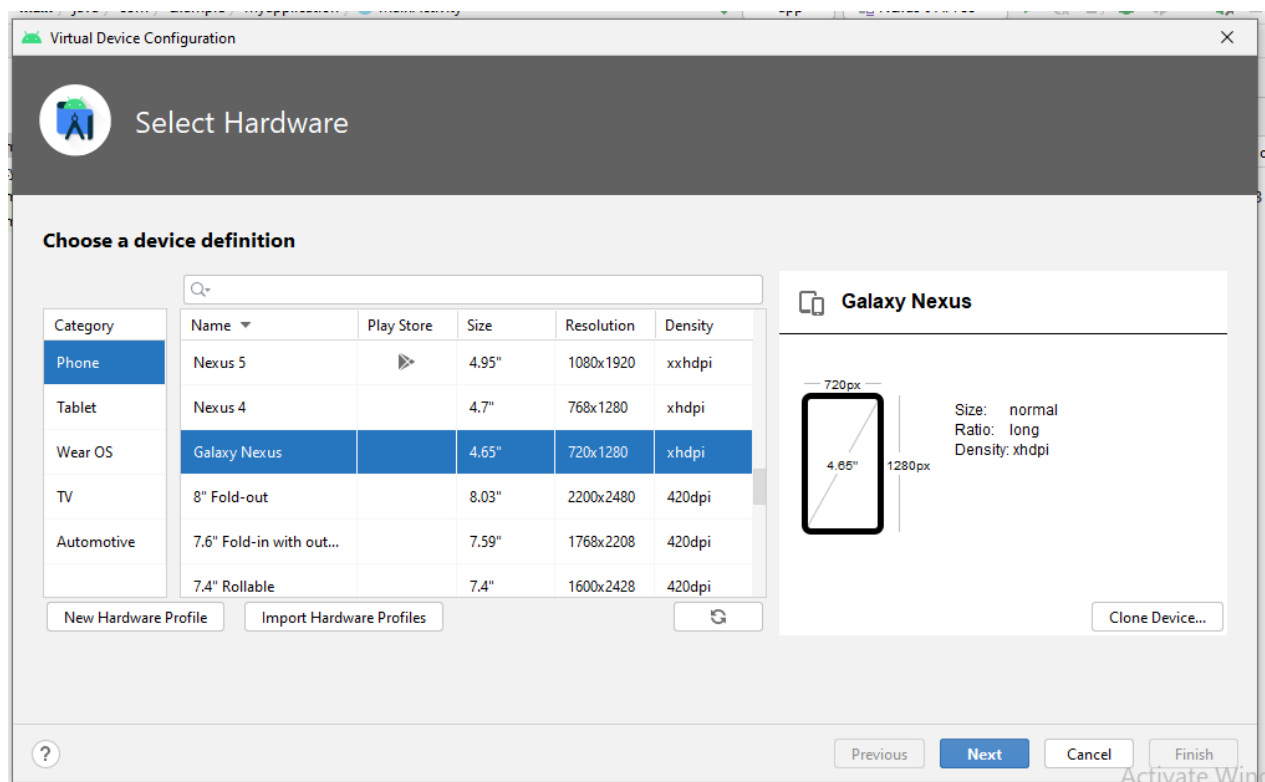 Virtual Device Configuration
Select Hardware
Choose a device definition
Category Name Play Store Size Resolution Density
Phone Nexus 5 4.95" 1080x1920 xxhdpi
Tablet Nexus 4 4.7" 768x1280 xhdpi
Wear OS Galaxy Nexus 4.65" 720x1280 xhdpi
TV 8" Fold-out 8.03" 2200x2480 420dpi
Automotive 7.6" Fold-in with out... 7.59" 1768x2208 420dpi
7.4" Rollable 7.4" 1600x2428 420dpi
New Hardware Profile Import Hardware Profiles
Galaxy Nexus
720px
4.65" 1280px
Size: normal
Ratio: long
Density: xhdpi
Clone Device...
? Previous Next Cancel Finish
Activate Win